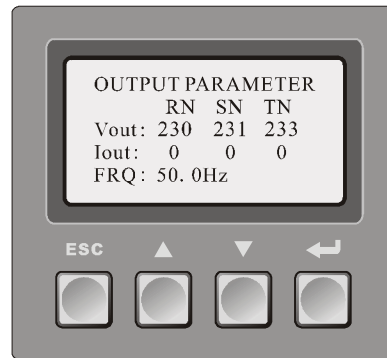 OUTPUT PARAMETER
RN SN TN
Vout: 230 231 233
Iout: 0 0 0
FRQ: 50.0Hz
ESC